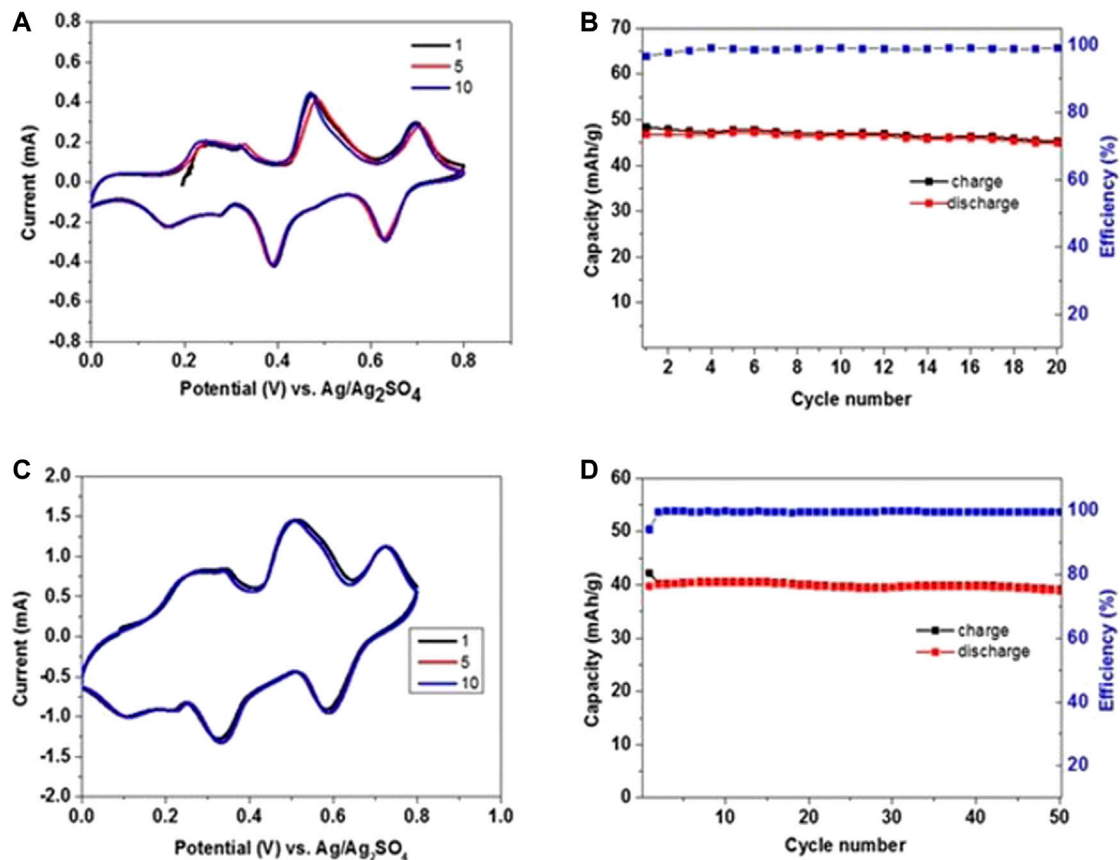 A
0.8
0.6
0.4
0.2
0.0
-0.2
-0.4
-0.6
-0.8
Current (mA)
1
5
10
0.0 0.2 0.4 0.6 0.8
Potential (V) vs. Ag/Ag2SO4
B
70
60
50
40
30
20
10
Capacity (mAh/g)
charge
discharge
100
80
60
40
20
Efficiency (%)
2 4 6 8 10 12 14 16 18 20
Cycle number
C
2.0
1.5
1.0
0.5
0.0
-0.5
-1.0
-1.5
-2.0
Current (mA)
1
5
10
0.0 0.2 0.4 0.6 0.8 1.0
Potential (V) vs. Ag/Ag2SO4
D
60
50
40
30
20
10
0
Capacity (mAh/g)
charge
discharge
100
80
60
40
20
Efficiency (%)
10 20 30 40 50
Cycle number